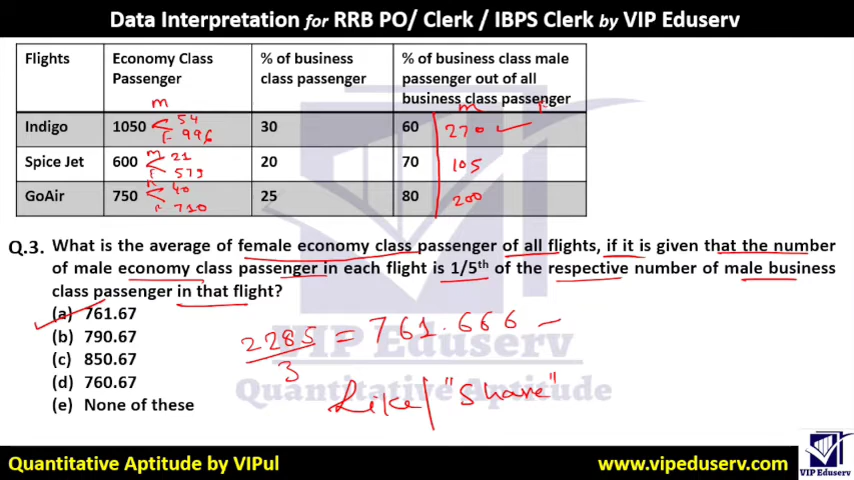 Data Interpretation for RRB PO/ Clerk / IBPS Clerk by VIP Eduserv
Flights Economy Class Passenger % of business class passenger % of business class male passenger out of all business class passenger
m m F
Indigo 1050 54 F 996 30 60 270
Spice Jet 600 m 21 F 579 20 70 105
GoAir 750 40 F 710 25 80 200
Q.3. What is the average of female economy class passenger of all flights, if it is given that the number
of male economy class passenger in each flight is 1/5th of the respective number of male business
class passenger in that flight?
(a) 761.67
(b) 790.67
(c) 850.67
(d) 760.67
(e) None of these
2285/3 = 761.666
VIP Eduserv
Quantitative Aptitude
Like/ "Share"
Quantitative Aptitude by VIPul
www.vipeduserv.com
VIP Eduserv